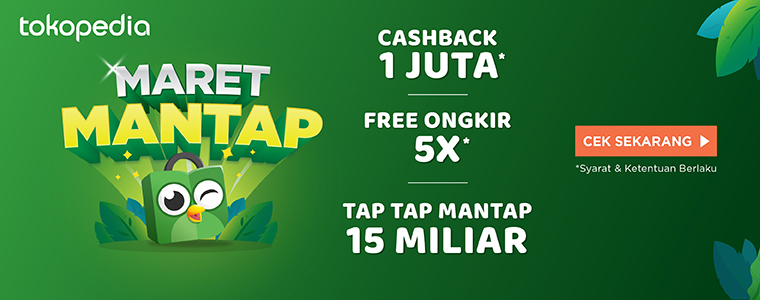 tokopedia
MARET
MANTAP
CASHBACK
1 JUTA*
FREE ONGKIR
5X*
TAP TAP MANTAP
15 MILIAR
CEK SEKARANG
*Syarat & Ketentuan Berlaku